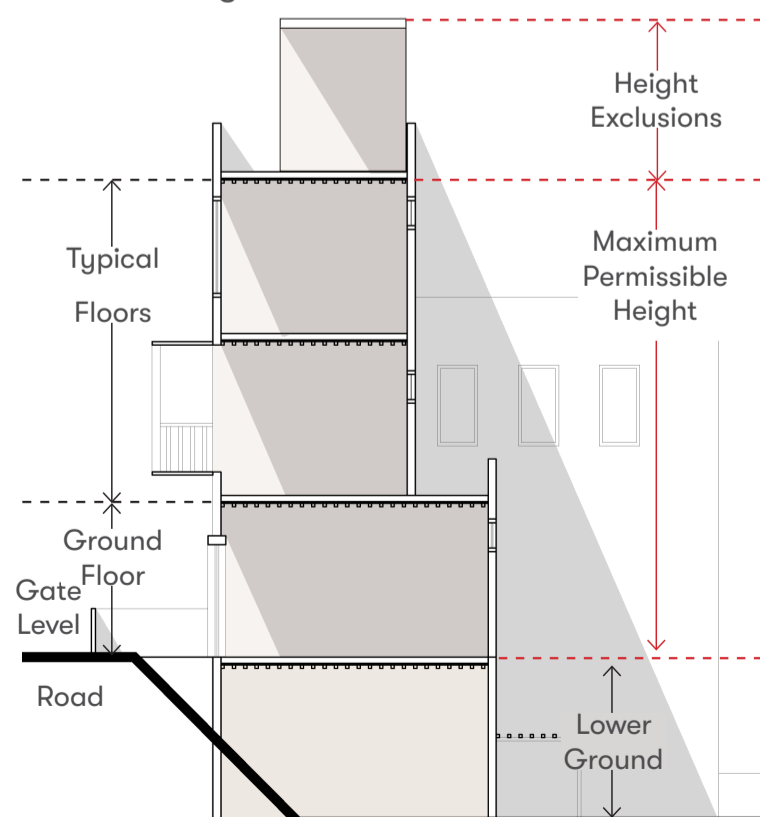 Height
Exclusions
Typical
Floors
Maximum
Permissible
Height
Ground
Floor
Gate
Level
Road
Lower
Ground